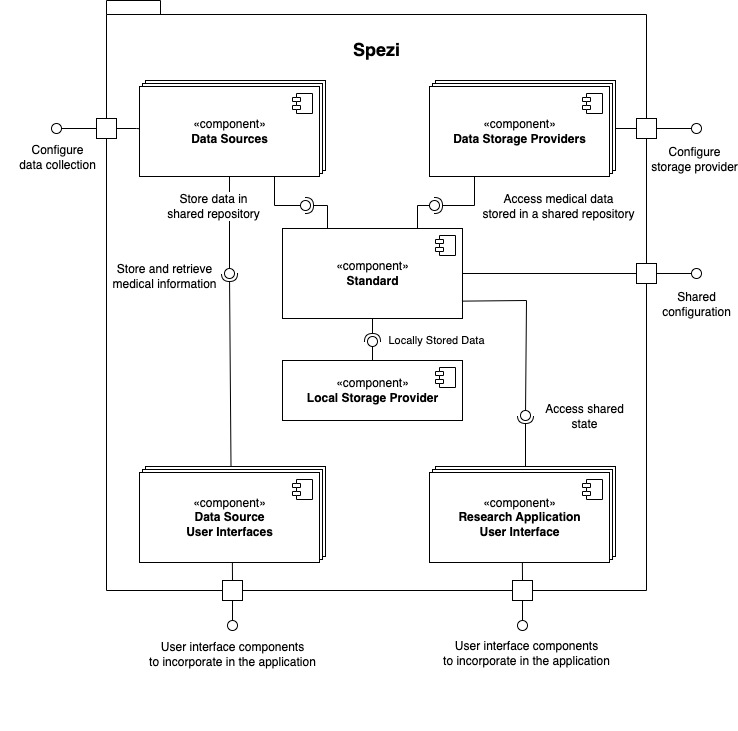 Spezi
«component»
Data Sources
«component»
Data Storage Providers
Configure
data collection
Configure
storage provider
Store data in
shared repository
Access medical data
stored in a shared repository
Store and retrieve
medical information
«component»
Standard
Shared
configuration
Locally Stored Data
«component»
Local Storage Provider
Access shared
state
«component»
Data Source
User Interfaces
«component»
Research Application
User Interface
User interface components
to incorporate in the application
User interface components
to incorporate in the application